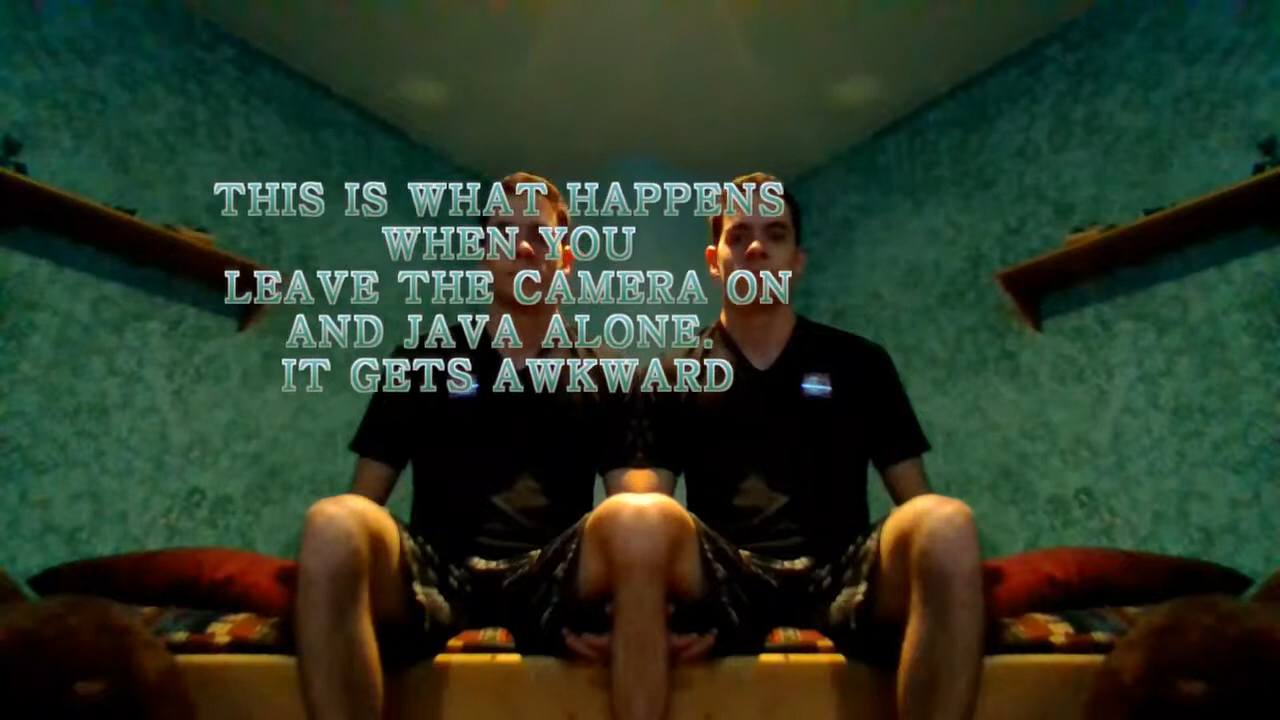 THIS IS WHAT HAPPENS
WHEN YOU
LEAVE THE CAMERA ON
AND JAVA ALONE.
IT GETS AWKWARD